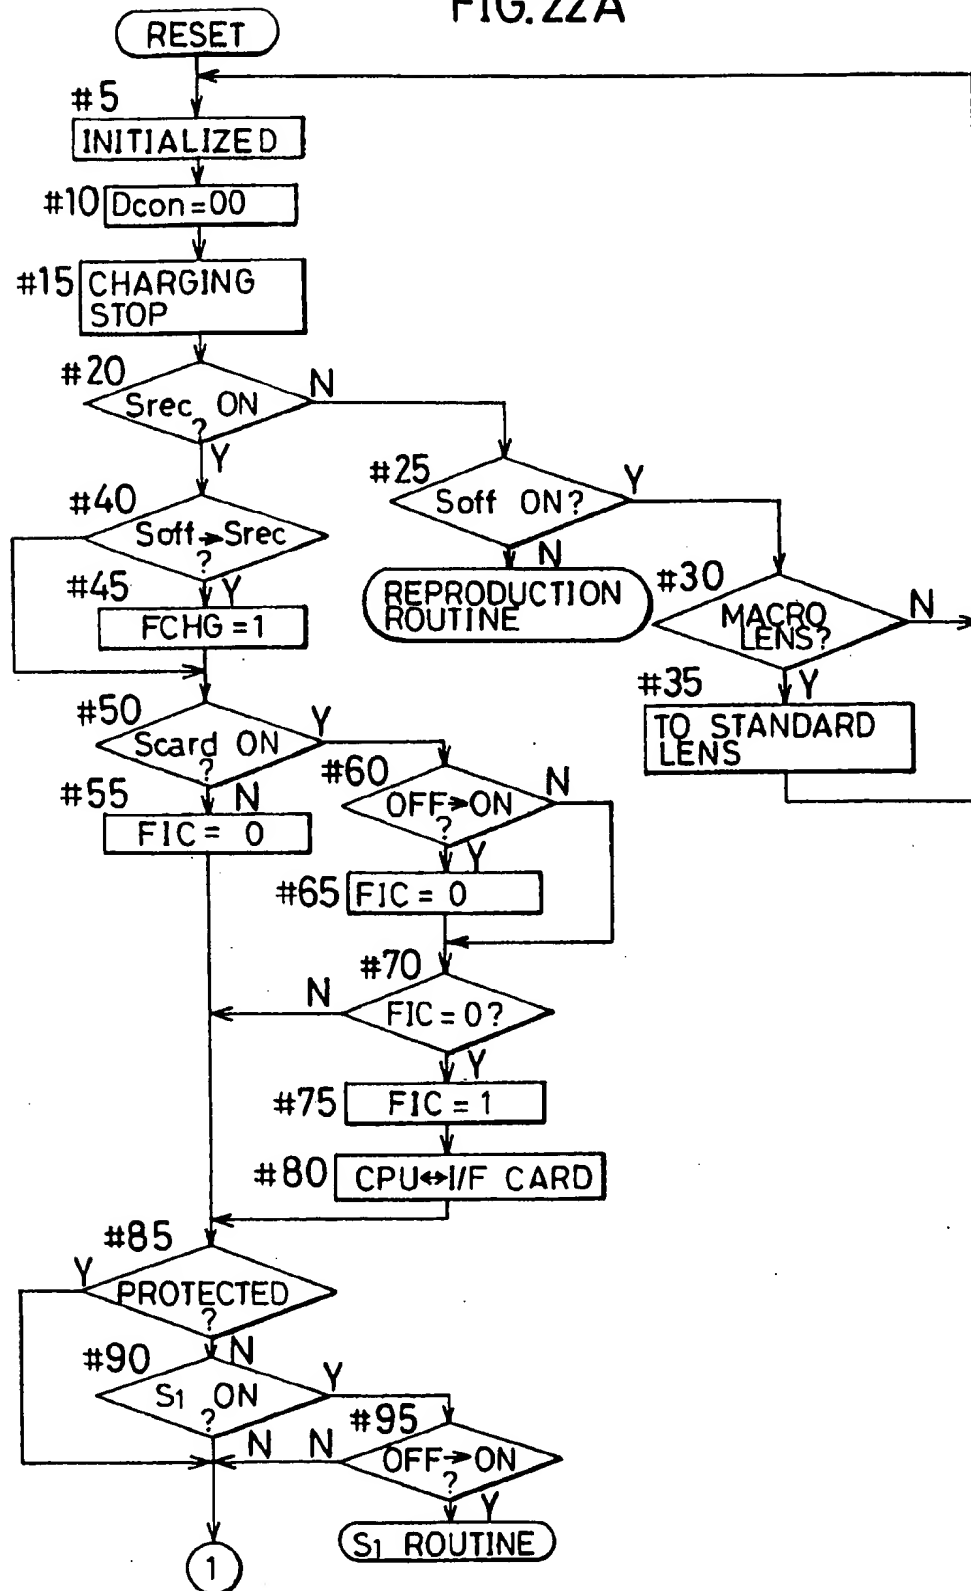 FIG. 22A
RESET
#5
INITIALIZED
#10 Dcon=00
#15 CHARGING
STOP
#20
Srec ON
?
N
Y
#25
Soff ON?
Y
N
REPRODUCTION
ROUTINE
#30
MACRO
LENS?
N
Y
#35
TO STANDARD
LENS
#40
Soff→Srec
?
Y
#45
FCHG=1
#50
Scard ON
?
Y
N
#55
FIC= 0
#60
OFF→ON
?
N
Y
#65 FIC= 0
#70
FIC=0?
N
Y
#75 FIC=1
#80 CPU↔I/F CARD
#85
PROTECTED
?
Y
N
#90
S1 ON
?
Y
N
#95
OFF→ON
?
N
Y
S1 ROUTINE
1